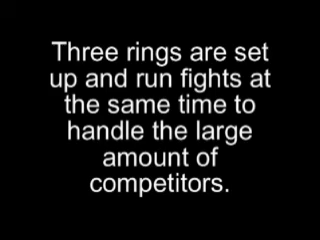 Three rings are set
up and run fights at
the same time to
handle the large
amount of
competitors.